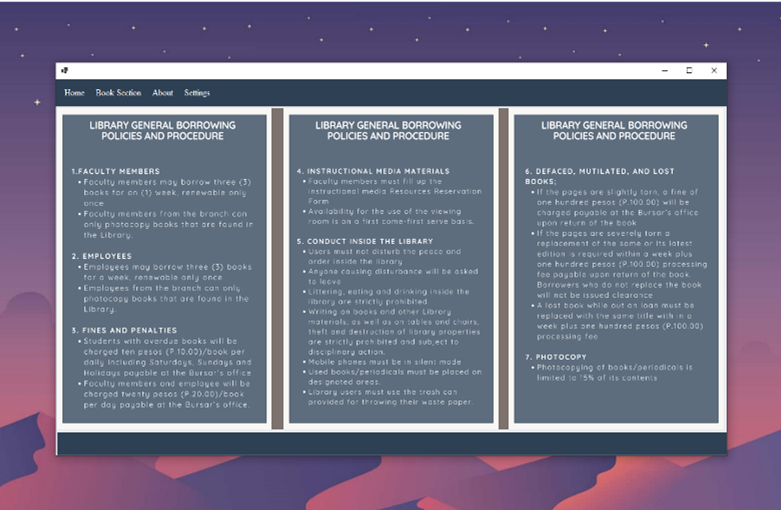 Home Book Section About Settings
LIBRARY GENERAL BORROWING
POLICIES AND PROCEDURE
1.FACULTY MEMBERS
• Faculty members may borrow three (3)
books for on (1) week, renewable only
once
• Faculty members from the branch can
only photocopy books that are found in
the Library.
2. EMPLOYEES
• Employees may borrow three (3) books
for a week, renewable only once
• Employees from the branch can only
photocopy books that are found in the
Library.
3. FINES AND PENALTIES
• Students with overdue books will be
charged ten pesos (P.10.00)/book per
daily including Saturdays, Sundays and
Holidays payable at the Bursar's office
• Faculty members and employee will be
charged twenty pesos (P.20.00)/book
per day payable at the Bursar's office.
LIBRARY GENERAL BORROWING
POLICIES AND PROCEDURE
4. INSTRUCTIONAL MEDIA MATERIALS
• Faculty members must fill up the
instructional media Resources Reservation
Form
• Availability for the use of the viewing
room is on a first come-first serve basis.
5. CONDUCT INSIDE THE LIBRARY
• Users must not disturb the peace and
order inside the library
• Anyone causing disturbance will be asked
to leave
• Littering, eating and drinking inside the
library are strictly prohibited
• Writing on books and other Library
materials, as well as on tables and chairs,
theft and destruction of library properties
are strictly prohibited and subject to
disciplinary action.
• Mobile phones must be in silent mode
• Used books/periodicals must be placed on
designated areas.
• Library users must use the trash can
provided for throwing their waste paper.
LIBRARY GENERAL BORROWING
POLICIES AND PROCEDURE
6. DEFACED, MUTILATED, AND LOST
BOOKS;
• If the pages are slightly torn, a fine of
one hundred pesos (P.100.00) will be
charged payable at the Bursar's office
upon return of the book
• If the pages are severely torn a
replacement of the same or its latest
edition is required within a week plus
one hundred pesos (P.100.00) processing
fee payable upon return of the book.
Borrowers who do not replace the book
will not be issued clearance
• A lost book while out on loan must be
replaced with the same title with in a
week plus one hundred pesos (P.100.00)
processing fee
7. PHOTOCOPY
• Photocopying of books/periodicals is
limited to 15% of its contents